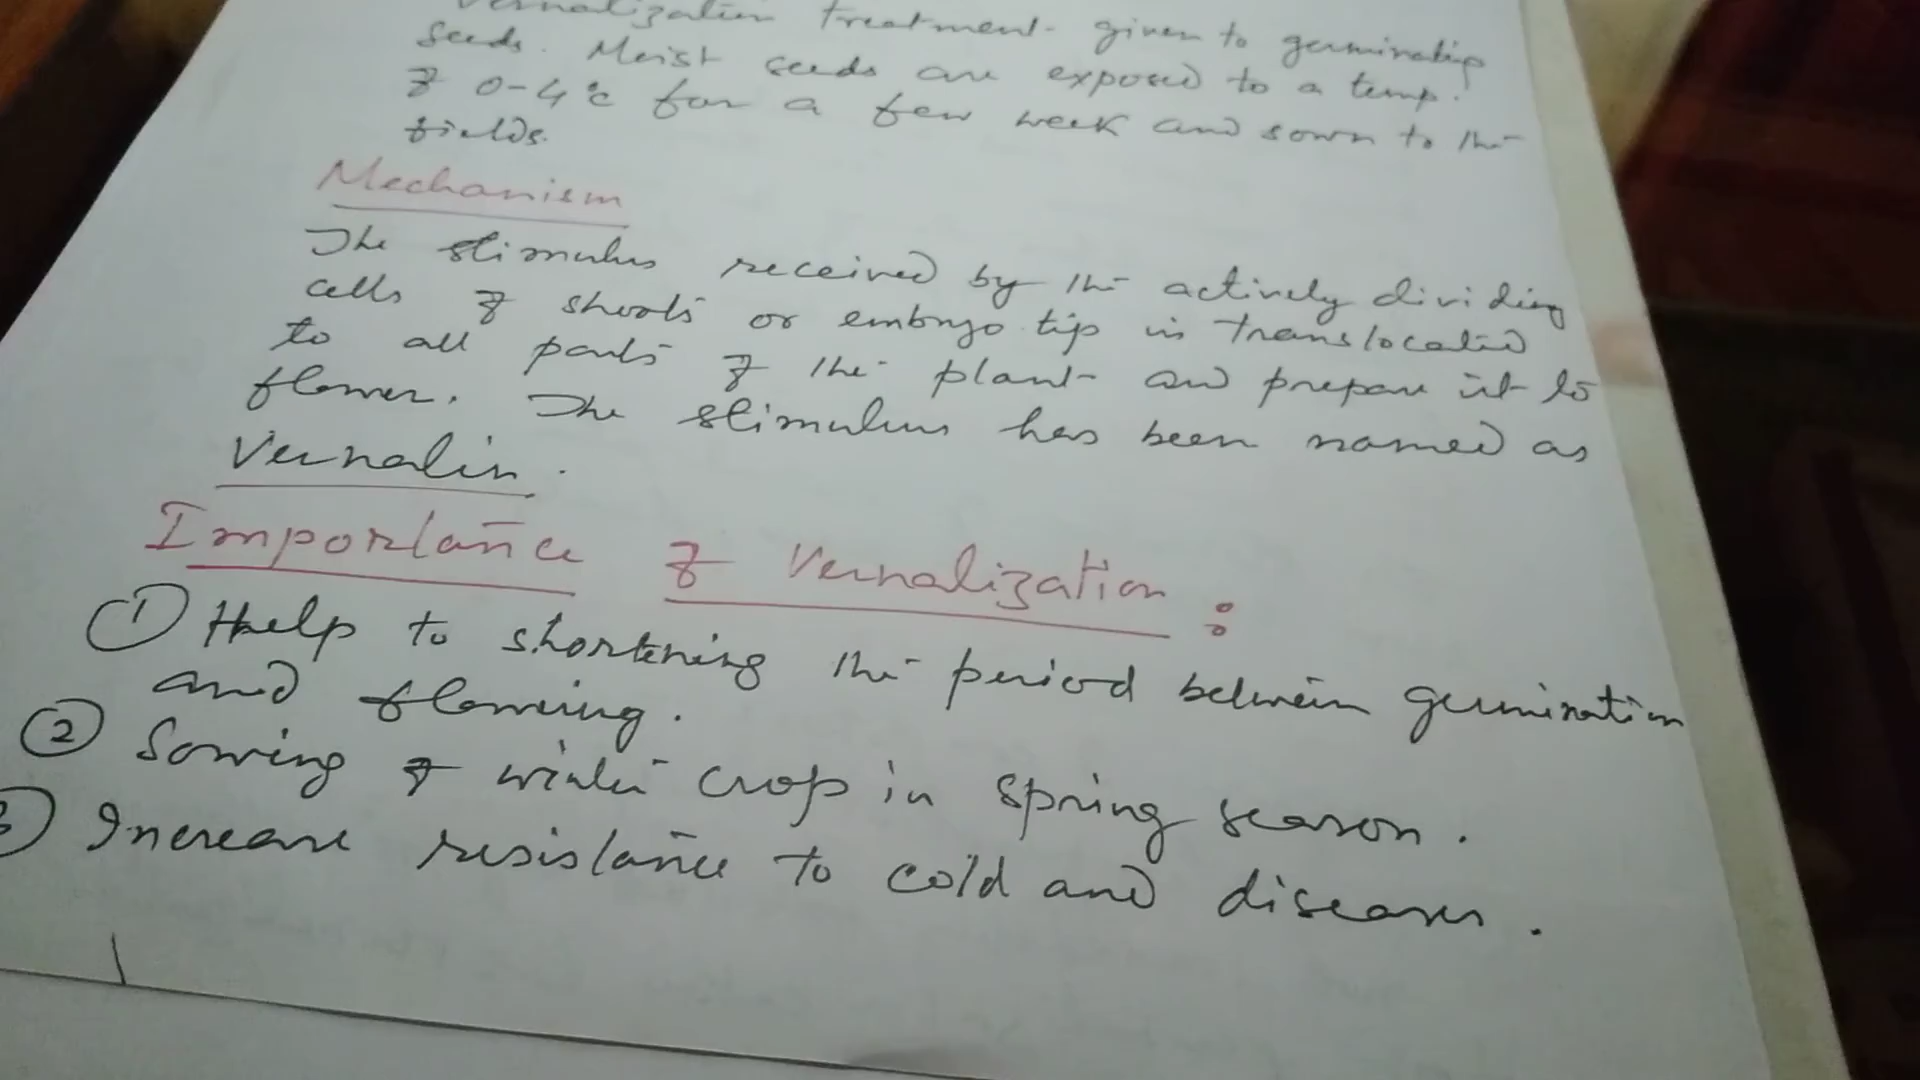 Vernalization treatment given to germinating
seeds. Moist seeds are exposed to a temp.
of 0-4°c for a few week and sown to the
fields.
Mechanism
The stimulus received by the actively dividing
cells of shoots or embryo tip is translocated
to all parts of the plant and prepare it to
flower. The stimulus has been named as
Vernalin.
Importance of Vernalization :
① Help to shortening the period between germination
and flowering.
② Sowing of winter crop in spring season.
③ Increase resistance to cold and diseases.